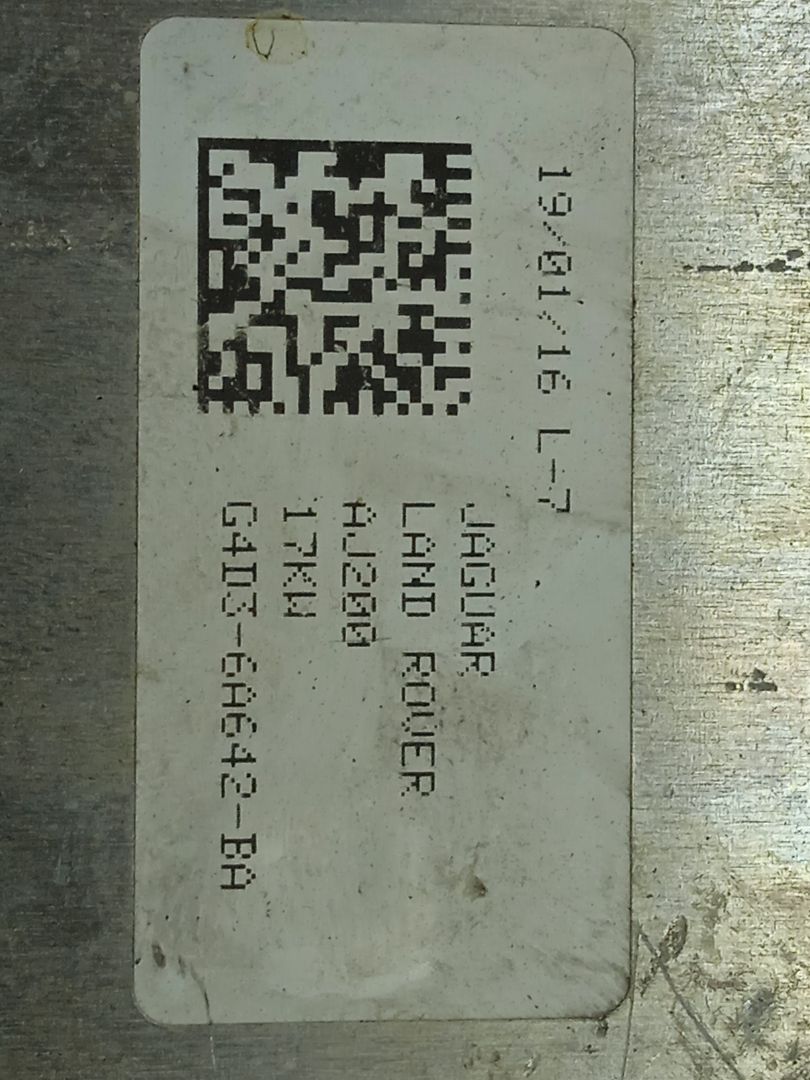 19/01/16 L-7
JAGUAR
LAND ROVER
AJ200
17KW
G4D3-6A642-BA